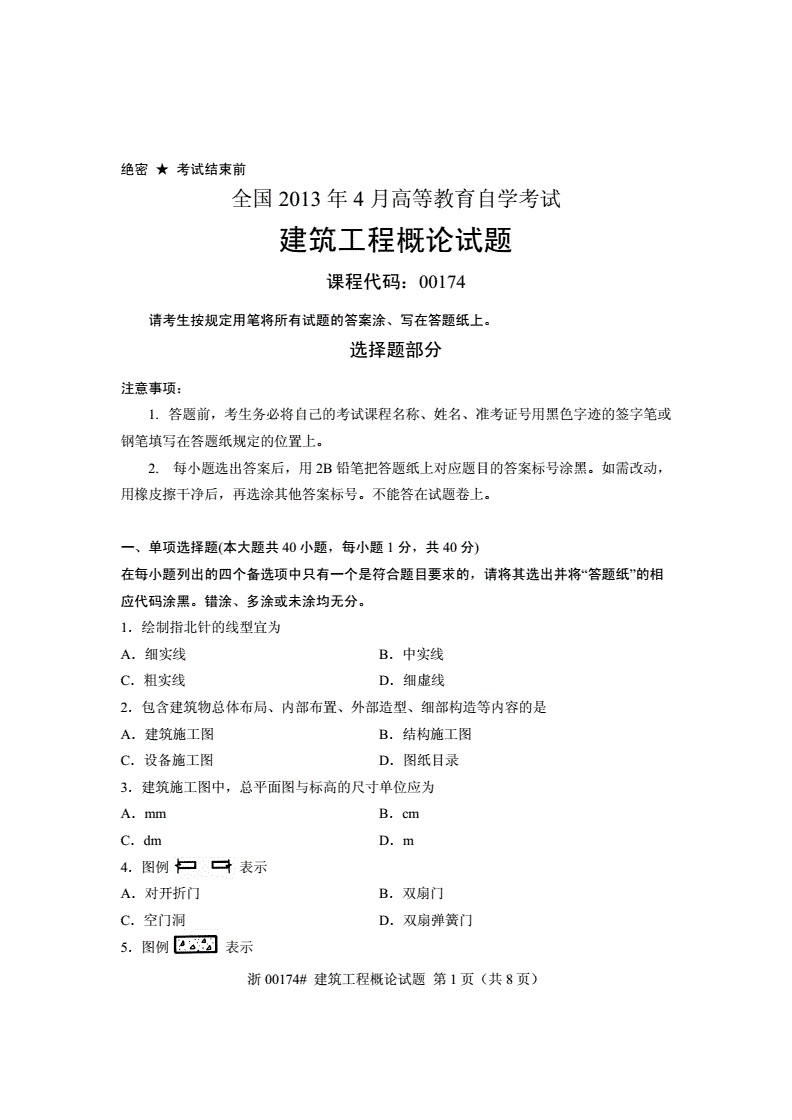 绝密 ★ 考试结束前
全国 2013 年 4 月高等教育自学考试
建筑工程概论试题
课程代码：00174
请考生按规定用笔将所有试题的答案涂、写在答题纸上。
选择题部分
注意事项：
1. 答题前，考生务必将自己的考试课程名称、姓名、准考证号用黑色字迹的签字笔或
钢笔填写在答题纸规定的位置上。
2. 每小题选出答案后，用 2B 铅笔把答题纸上对应题目的答案标号涂黑。如需改动，
用橡皮擦干净后，再选涂其他答案标号。不能答在试题卷上。
一、单项选择题(本大题共 40 小题，每小题 1 分，共 40 分)
在每小题列出的四个备选项中只有一个是符合题目要求的，请将其选出并将“答题纸”的相
应代码涂黑。错涂、多涂或未涂均无分。
1．绘制指北针的线型宜为
A．细实线 B．中实线
C．粗实线 D．细虚线
2．包含建筑物总体布局、内部布置、外部造型、细部构造等内容的是
A．建筑施工图 B．结构施工图
C．设备施工图 D．图纸目录
3．建筑施工图中，总平面图与标高的尺寸单位应为
A．mm B．cm
C．dm D．m
4．图例 表示
A．对开折门 B．双扇门
C．空门洞 D．双扇弹簧门
5．图例 表示
浙 00174# 建筑工程概论试题 第 1 页（共 8 页）